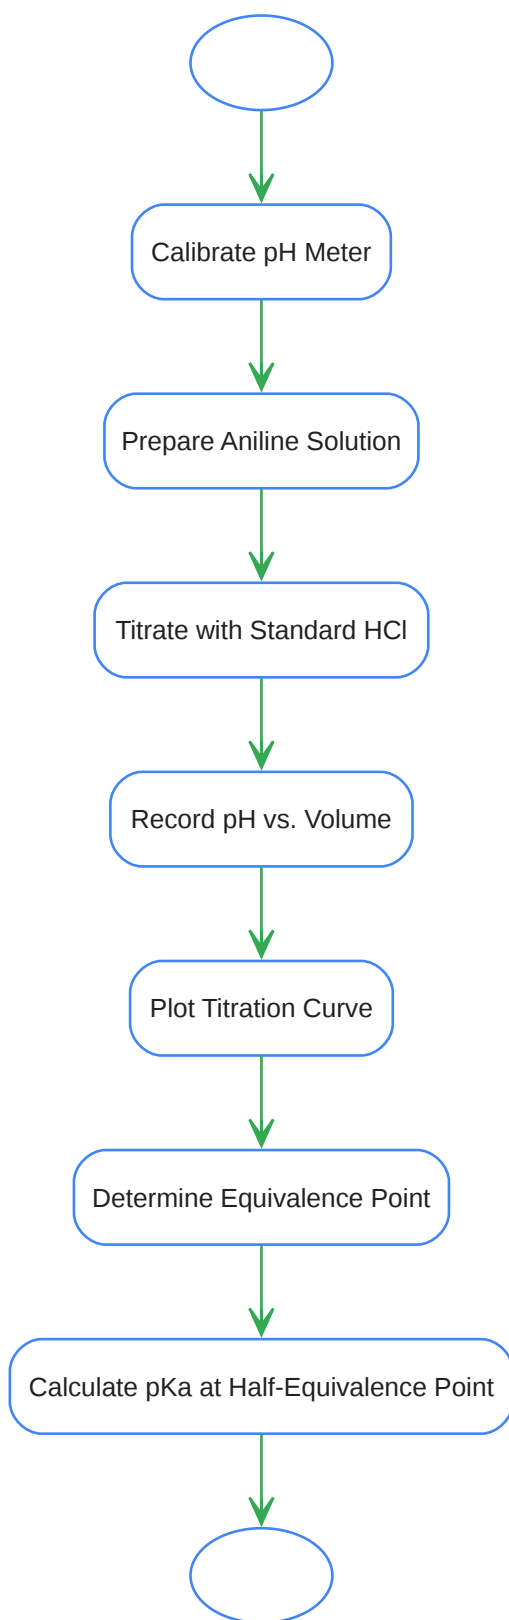 Calibrate pH Meter
Prepare Aniline Solution
Titrate with Standard HCl
Record pH vs. Volume
Plot Titration Curve
Determine Equivalence Point
Calculate pKa at Half-Equivalence Point